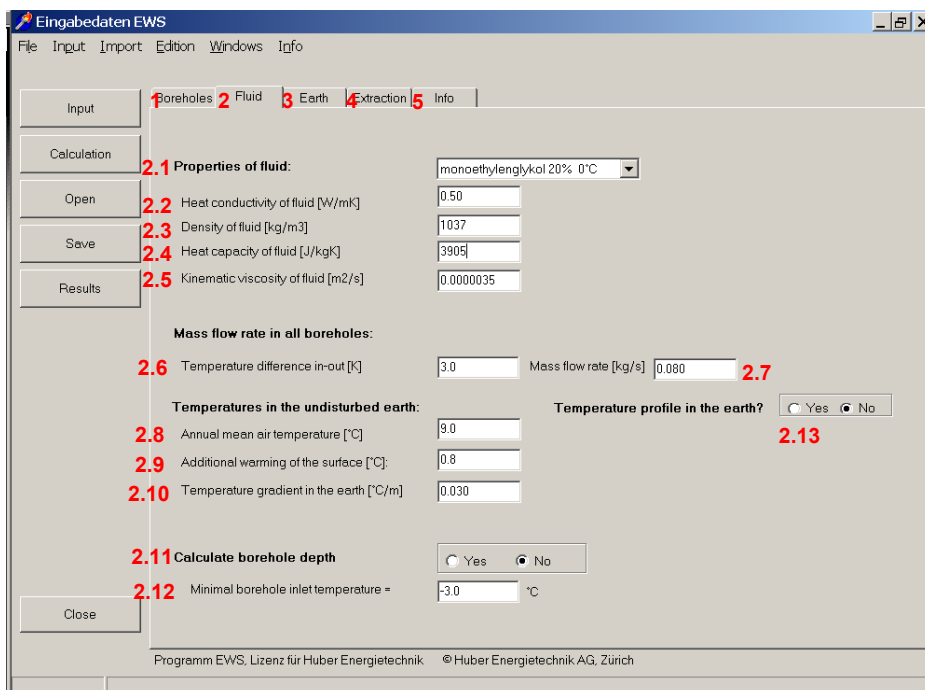 Eingabedaten EWS
File Input Import Edition Windows Info
1 Boreholes 2 Fluid 3 Earth 4 Extraction 5 Info
Input
Calculation
Open
Save
Results
Close
2.1 Properties of fluid: monoethylenglykol 20% 0°C
2.2 Heat conductivity of fluid [W/mK] 0.50
2.3 Density of fluid [kg/m3] 1037
2.4 Heat capacity of fluid [J/kgK] 3905
2.5 Kinematic viscosity of fluid [m2/s] 0.0000035
Mass flow rate in all boreholes:
2.6 Temperature difference in-out [K] 3.0 Mass flow rate [kg/s] 0.080 2.7
Temperatures in the undisturbed earth: Temperature profile in the earth? Yes No
2.13
2.8 Annual mean air temperature [°C] 9.0
2.9 Additional warming of the surface [°C]: 0.8
2.10 Temperature gradient in the earth [°C/m] 0.030
2.11 Calculate borehole depth Yes No
2.12 Minimal borehole inlet temperature = -3.0 °C
Programm EWS, Lizenz für Huber Energietechnik © Huber Energietechnik AG, Zürich